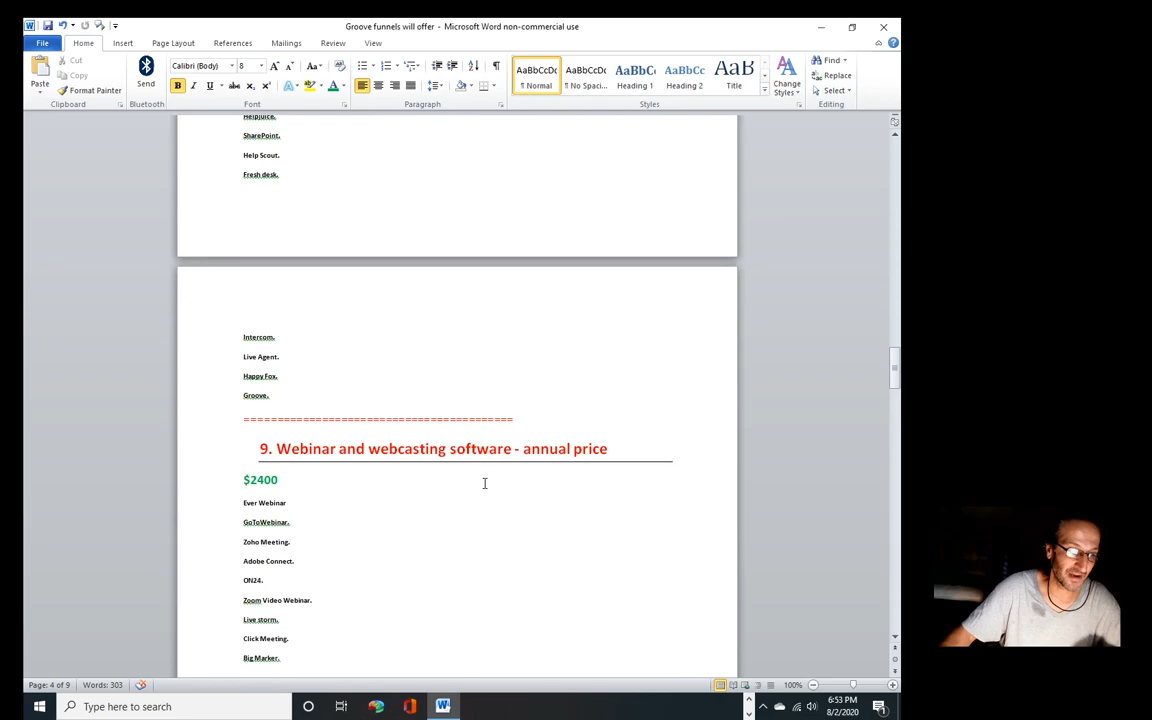 Groove funnels will offer - Microsoft Word non-commercial use
File Home Insert Page Layout References Mailings Review View
Paste
Cut
Copy
Format Painter
Clipboard
Send
Bluetooth
Calibri (Body) 8
Font
Paragraph
AaBbCcDc
¶ Normal
AaBbCcDc
¶ No Spaci...
AaBbCc
Heading 1
AaBbCc
Heading 2
AaB
Title
Change Styles
Styles
Find
Replace
Select
Editing
Helpjuice.
SharePoint.
Help Scout.
Fresh desk.
Intercom.
Live Agent.
Happy Fox.
Groove.
========================================
9. Webinar and webcasting software - annual price
$2400
Ever Webinar
GoToWebinar.
Zoho Meeting.
Adobe Connect.
ON24.
Zoom Video Webinar.
Live storm.
Click Meeting.
Big Marker.
Page: 4 of 9 Words: 303 100%
Type here to search
6:53 PM
8/2/2020